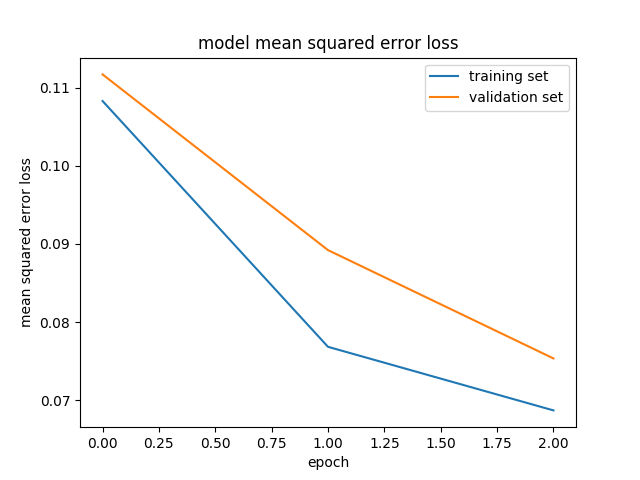 model mean squared error loss
training set
validation set
0.11
0.10
0.09
0.08
0.07
mean squared error loss
0.00 0.25 0.50 0.75 1.00 1.25 1.50 1.75 2.00
epoch